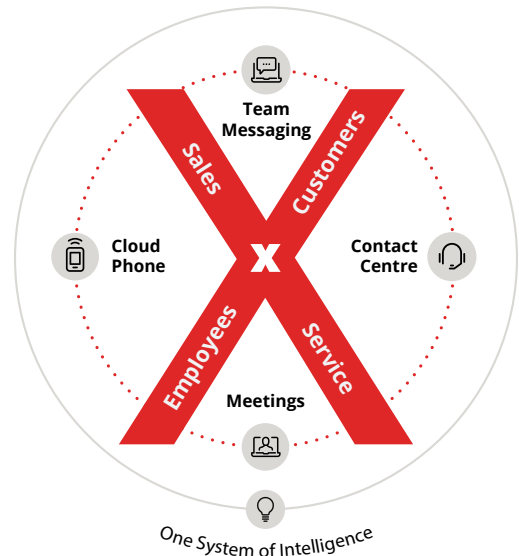 Team
Messaging
Sales
Customers
Cloud
Phone
X
Contact
Centre
Employees
Service
Meetings
One System of Intelligence